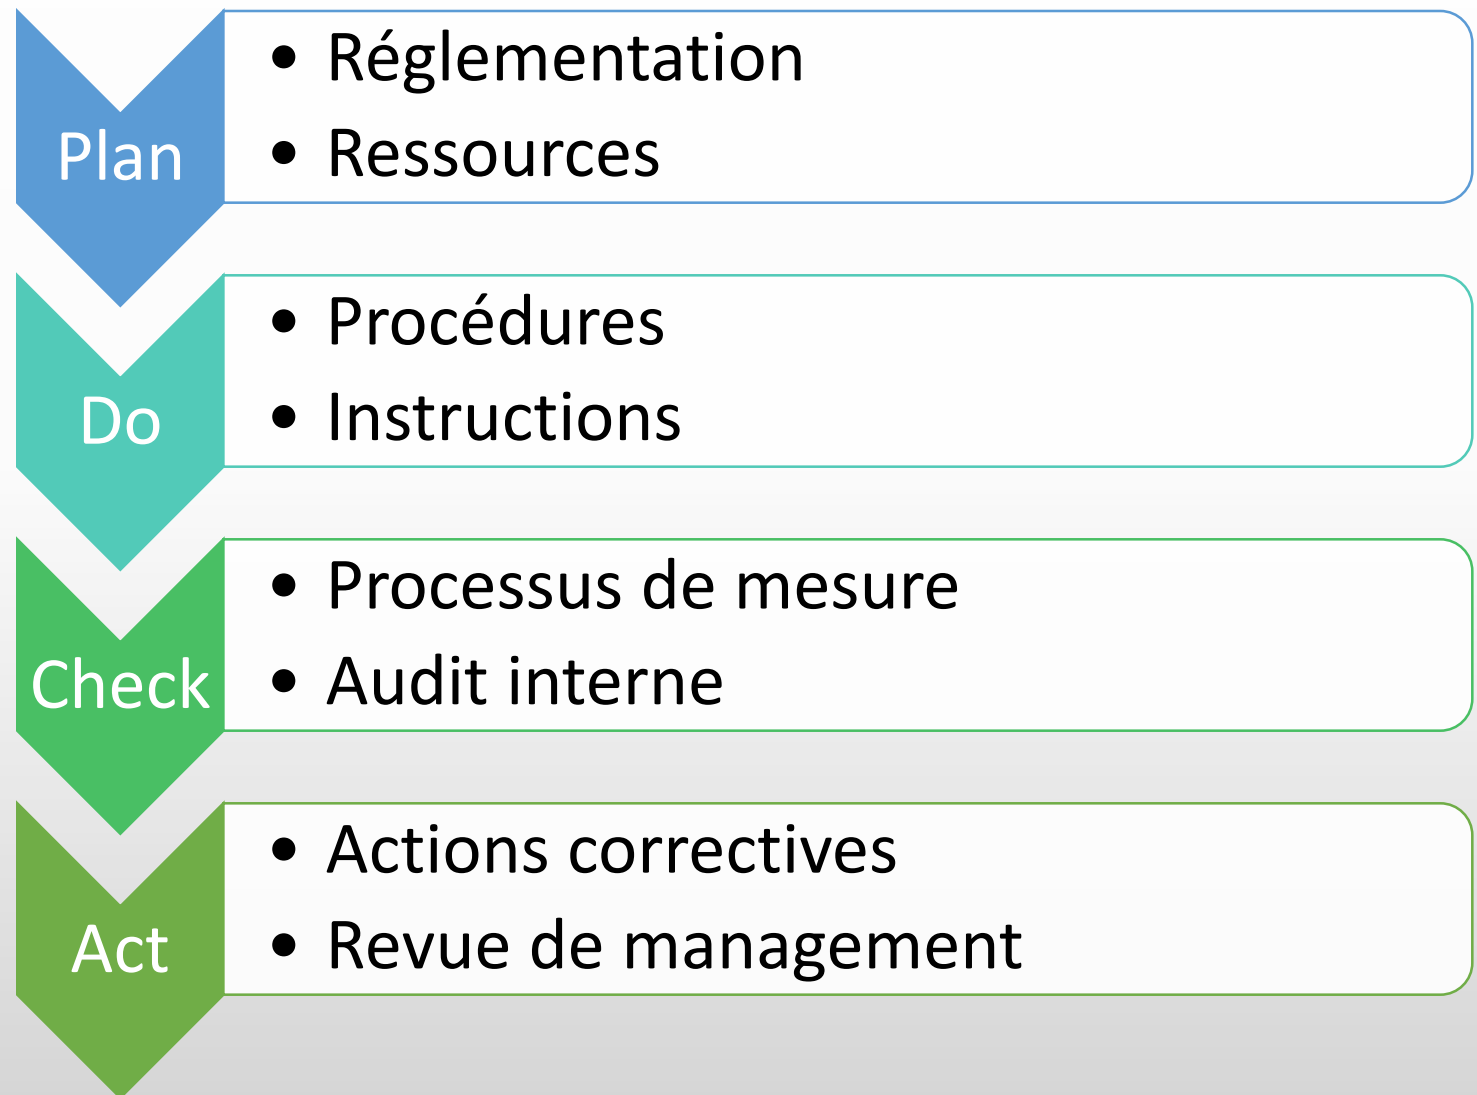 Plan
• Réglementation
• Ressources
Do
• Procédures
• Instructions
Check
• Processus de mesure
• Audit interne
Act
• Actions correctives
• Revue de management